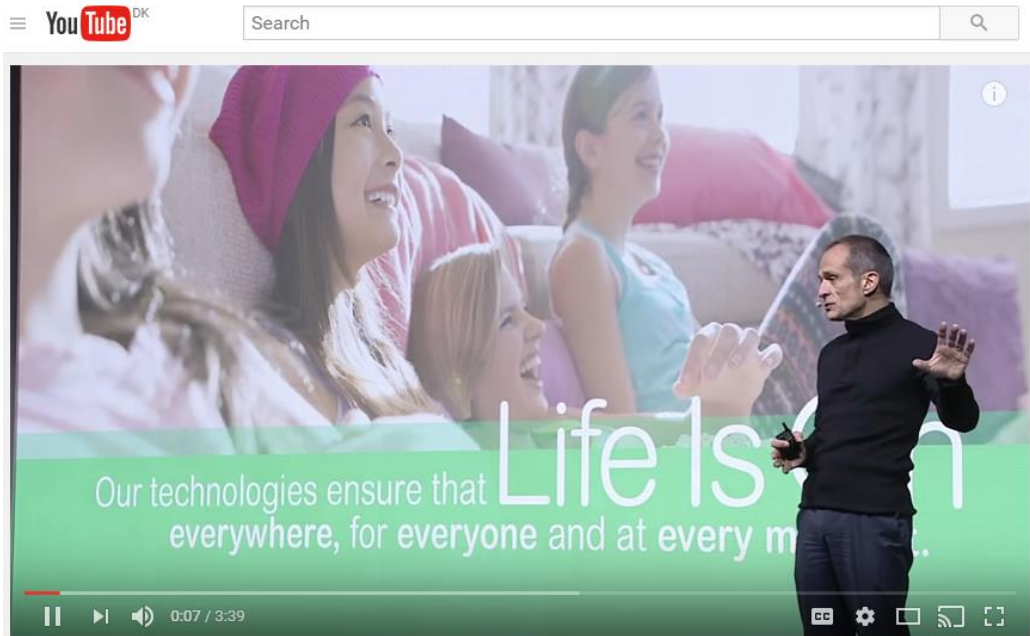 YouTube DK
Search
Our technologies ensure that Life Is
everywhere, for everyone and at every
0:07 / 3:39
CC